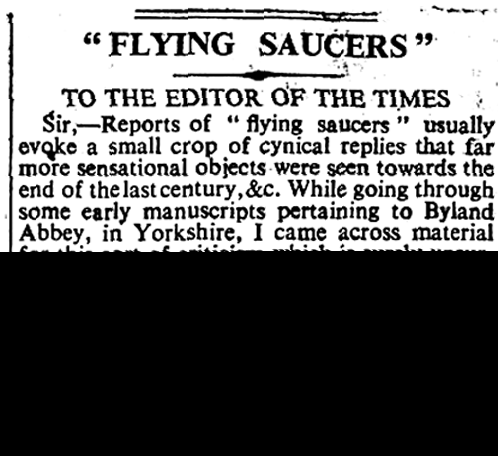 “ FLYING SAUCERS ”
TO THE EDITOR OF THE TIMES
Sir,—Reports of “ flying saucers ” usually
evoke a small crop of cynical replies that far
more sensational objects were seen towards the
end of the last century, &c. While going through
some early manuscripts pertaining to Byland
Abbey, in Yorkshire, I came across material